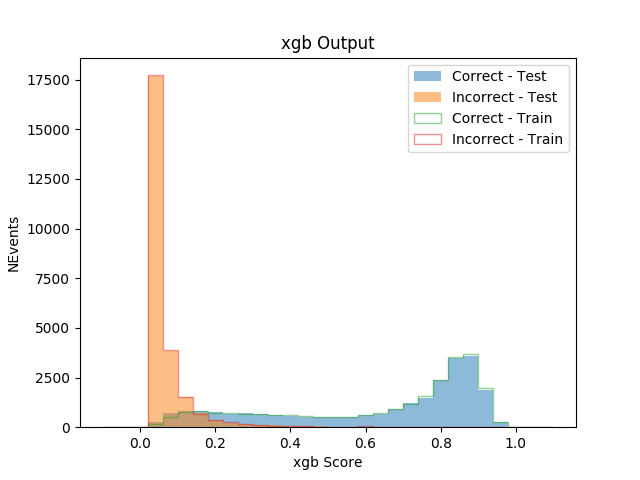 xgb Output
Correct - Test
Incorrect - Test
Correct - Train
Incorrect - Train
NEvents
17500
15000
12500
10000
7500
5000
2500
0
0.0 0.2 0.4 0.6 0.8 1.0
xgb Score